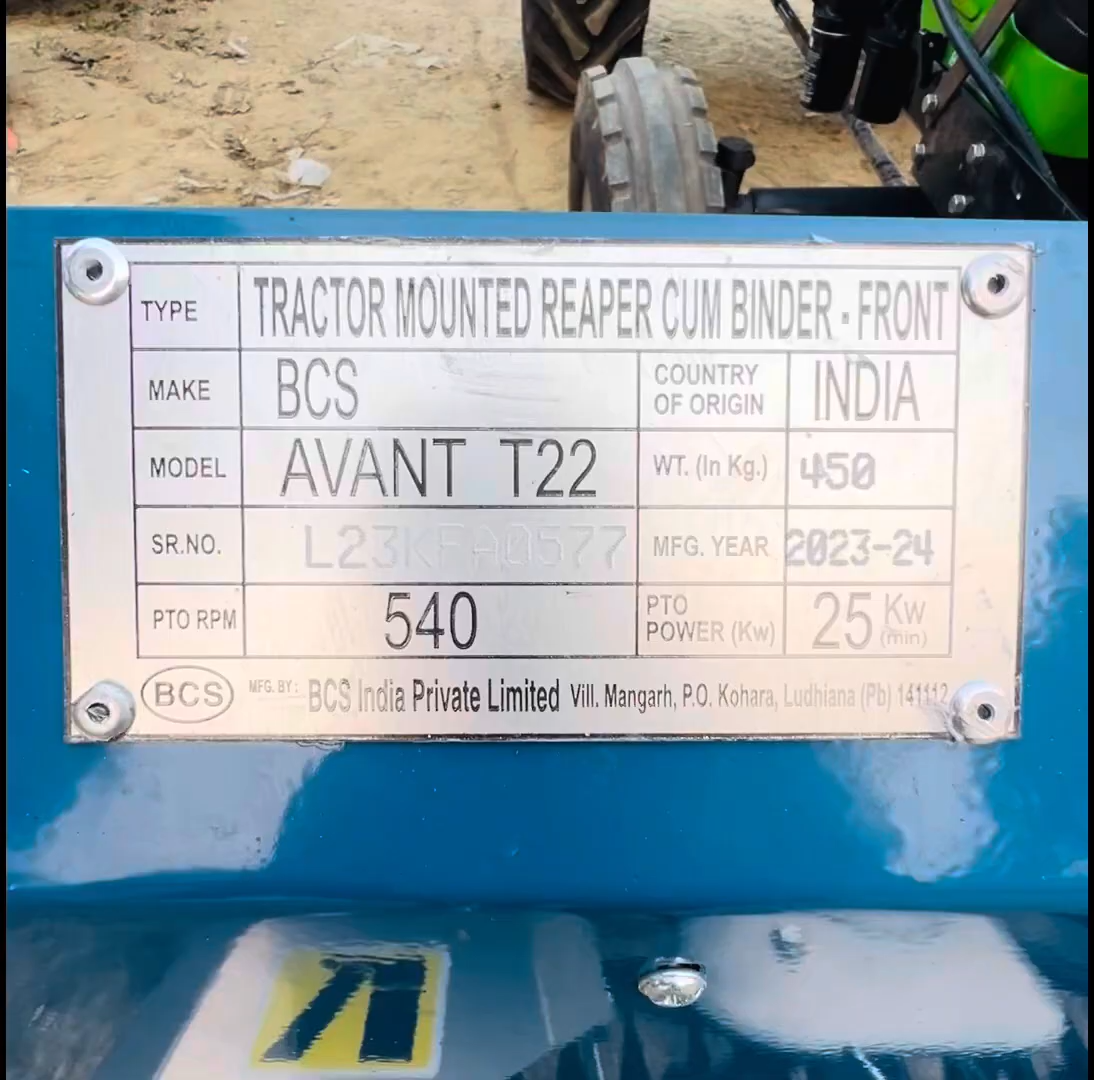 TYPE TRACTOR MOUNTED REAPER CUM BINDER - FRONT
MAKE BCS COUNTRY OF ORIGIN INDIA
MODEL AVANT T22 WT. (In Kg.) 450
SR.NO. L23KFA0577 MFG. YEAR 2023-24
PTO RPM 540 PTO POWER (Kw) 25 Kw (min)
BCS MFG. BY: BCS India Private Limited Vill. Mangarh, P.O. Kohara, Ludhiana (Pb) 141112